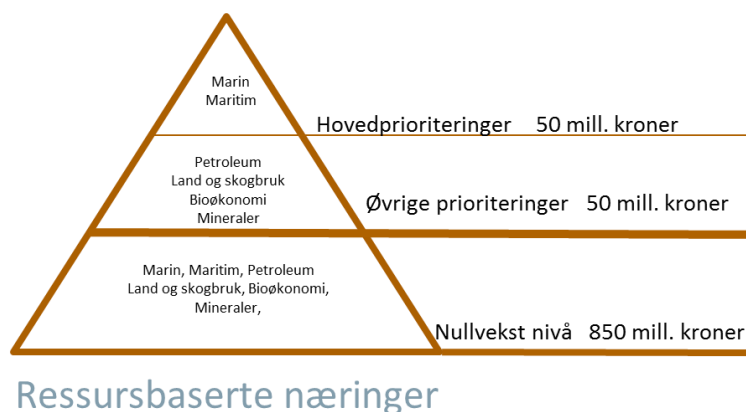 Marin
Maritim
Hovedprioriteringer 50 mill. kroner
Petroleum
Land og skogbruk
Bioøkonomi
Mineraler
Øvrige prioriteringer 50 mill. kroner
Marin, Maritim, Petroleum
Land og skogbruk, Bioøkonomi,
Mineraler,
Nullvekst nivå 850 mill. kroner
Ressursbaserte næringer